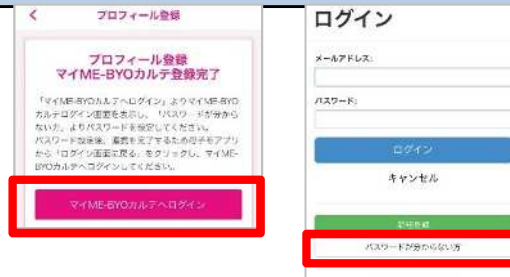 プロフィール登録
プロフィール登録
マイME-BYOカルテ登録完了
「マイME-BYOカルテへログイン」よりマイME-BYO
カルテログイン画面を表示し、「パスワードが分から
ない方」よりパスワードを設定してください。
パスワード設定後、連携を完了するため母子モアプリ
から「ログイン画面に戻る」をクリックし、マイME-
BYOカルテへログインしてください。
マイME-BYOカルテへログイン
ログイン
メールアドレス:
パスワード:
ログイン
キャンセル
新規登録
パスワードが分からない方